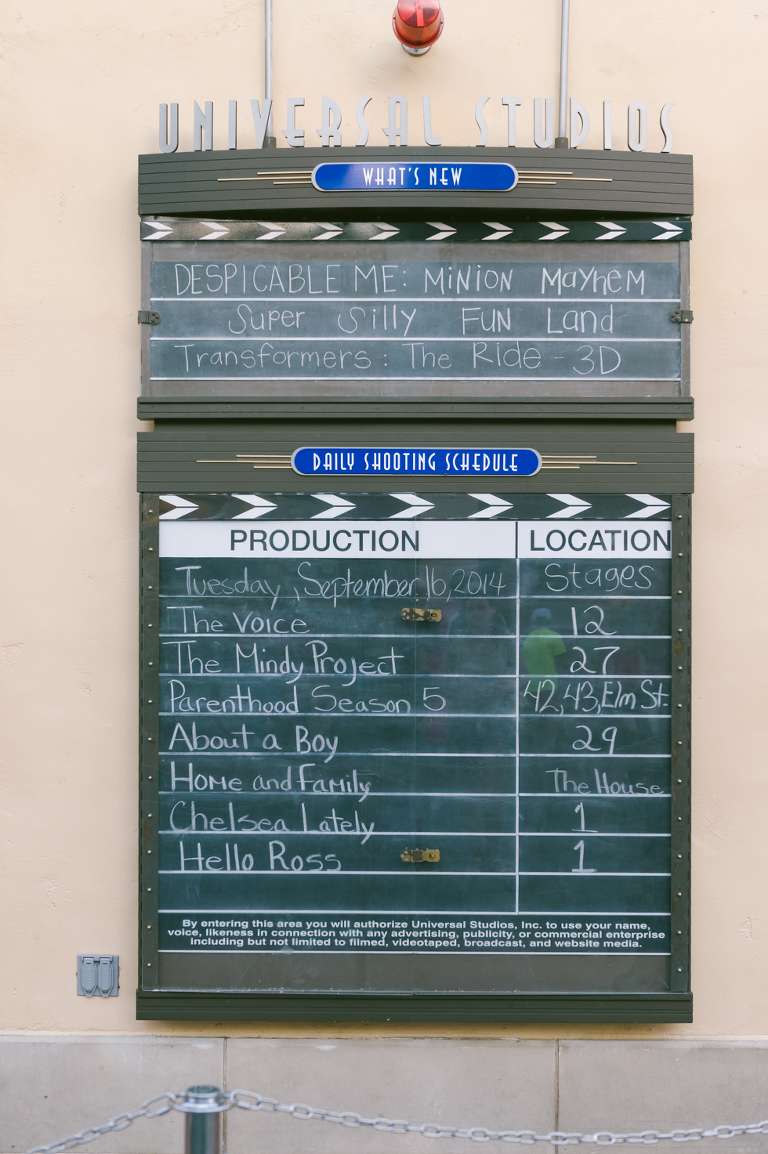 UNIVERSAL STUDIOS
WHAT'S NEW
DESPICABLE ME: MINION MAYHEM
Super Silly FUN Land
Transformers: The Ride - 3D
DAILY SHOOTING SCHEDULE
PRODUCTION LOCATION
Tuesday, September 16, 2014 Stages
The Voice 12
The Mindy Project 27
Parenthood Season 5 42,43,Elm St.
About a Boy 29
Home and Family The House
Chelsea Lately 1
Hello Ross 1
By entering this area you will authorize Universal Studios, Inc. to use your name,
voice, likeness in connection with any advertising, publicity, or commercial enterprise
including but not limited to filmed, videotaped, broadcast, and website media.